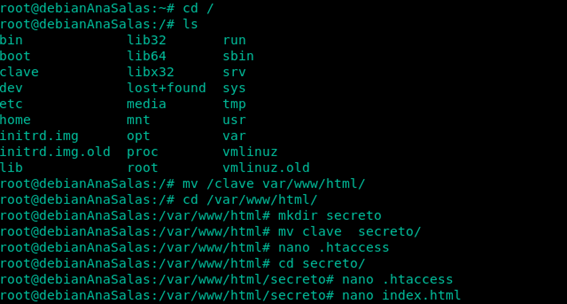 root@debianAnaSalas:~# cd /
root@debianAnaSalas:/# ls
bin             lib32       run
boot            lib64       sbin
clave           libx32      srv
dev             lost+found  sys
etc             media       tmp
home            mnt         usr
initrd.img      opt         var
initrd.img.old  proc        vmlinuz
lib             root        vmlinuz.old
root@debianAnaSalas:/# mv /clave var/www/html/
root@debianAnaSalas:/# cd /var/www/html/
root@debianAnaSalas:/var/www/html# mkdir secreto
root@debianAnaSalas:/var/www/html# mv clave  secreto/
root@debianAnaSalas:/var/www/html# nano .htaccess
root@debianAnaSalas:/var/www/html# cd secreto/
root@debianAnaSalas:/var/www/html/secreto# nano .htaccess
root@debianAnaSalas:/var/www/html/secreto# nano index.html